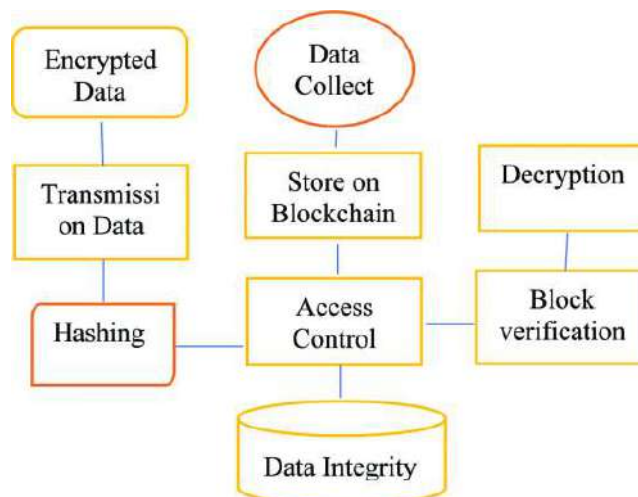 Encrypted
Data
Data
Collect
Transmissi
on Data
Store on
Blockchain
Decryption
Hashing
Access
Control
Block
verification
Data Integrity